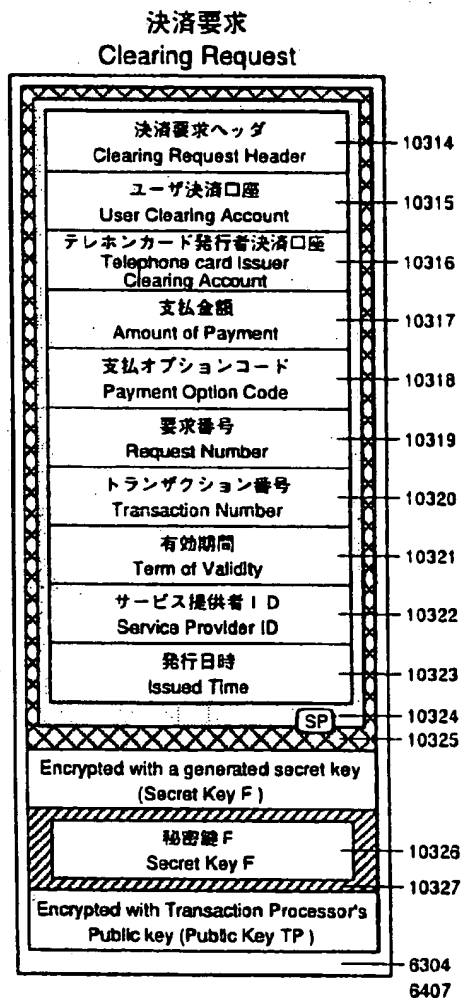 決済要求
Clearing Request
決済要求ヘッダ
Clearing Request Header
10314
ユーザ決済口座
User Clearing Account
10315
テレホンカード発行者決済口座
Telephone card Issuer
Clearing Account
10316
支払金額
Amount of Payment
10317
支払オプションコード
Payment Option Code
10318
要求番号
Request Number
10319
トランザクション番号
Transaction Number
10320
有効期間
Term of Validity
10321
サービス提供者ID
Service Provider ID
10322
発行日時
Issued Time
10323
SP
10324
10325
Encrypted with a generated secret key
(Secret Key F )
秘密鍵F
Secret Key F
10326
10327
Encrypted with Transaction Processor's
Public key (Public Key TP )
6304
6407